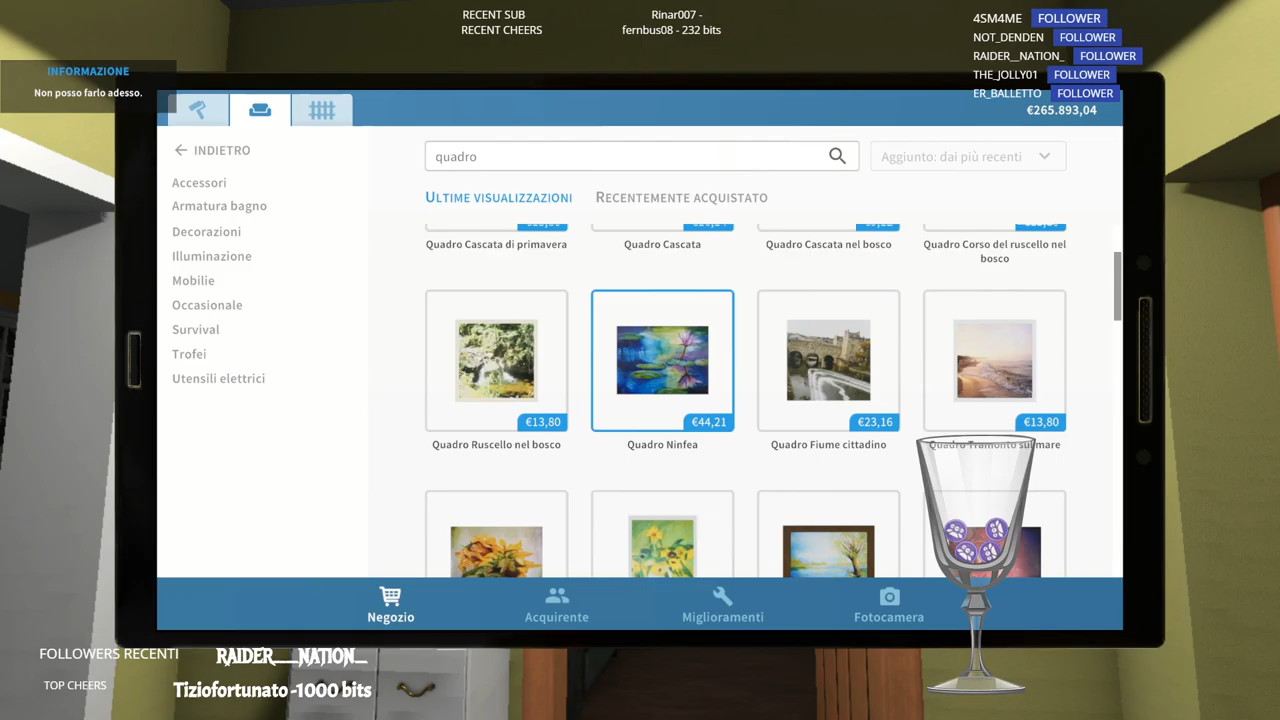 RECENT SUB
Rinar007 -
RECENT CHEERS
fernbus08 - 232 bits
4SM4ME FOLLOWER
NOT_DENDEN FOLLOWER
RAIDER__NATION_ FOLLOWER
THE_JOLLY01 FOLLOWER
ER_BALLETTO FOLLOWER
INFORMAZIONE
Non posso farlo adesso.
€265.893,04
INDIETRO
Accessori
Armatura bagno
Decorazioni
Illuminazione
Mobilie
Occasionale
Survival
Trofei
Utensili elettrici
quadro
Aggiunto: dai più recenti
ULTIME VISUALIZZAZIONI
RECENTEMENTE ACQUISTATO
Quadro Cascata di primavera
Quadro Cascata
Quadro Cascata nel bosco
Quadro Corso del ruscello nel
bosco
€13,80
€44,21
€23,16
€13,80
Quadro Ruscello nel bosco
Quadro Ninfea
Quadro Fiume cittadino
Quadro Tramonto sul mare
Negozio
Acquirente
Miglioramenti
Fotocamera
FOLLOWERS RECENTI
RAIDER__NATION_
TOP CHEERS
Tiziofortunato -1000 bits